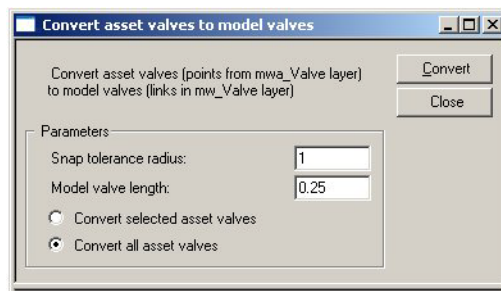 Convert asset valves to model valves
Convert asset valves (points from mwa_Valve layer)
to model valves (links in mw_Valve layer)
Convert
Close
Parameters
Snap tolerance radius: 1
Model valve length: 0.25
Convert selected asset valves
Convert all asset valves